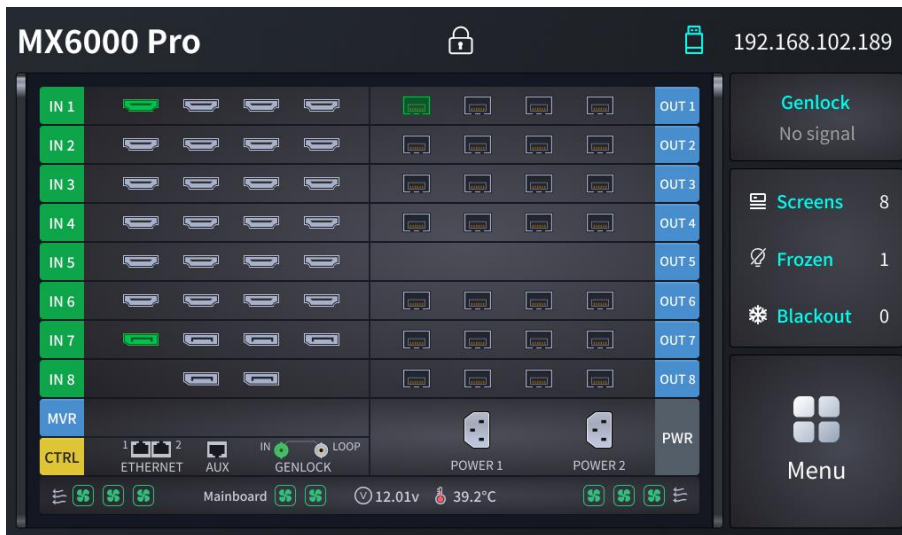 MX6000 Pro
192.168.102.189
IN 1
OUT 1
IN 2
OUT 2
IN 3
OUT 3
IN 4
OUT 4
IN 5
OUT 5
IN 6
OUT 6
IN 7
OUT 7
IN 8
OUT 8
MVR
CTRL
1 2
ETHERNET
AUX
IN LOOP
GENLOCK
POWER 1
POWER 2
PWR
Mainboard
V 12.01v
39.2°C
Genlock
No signal
Screens 8
Frozen 1
Blackout 0
Menu